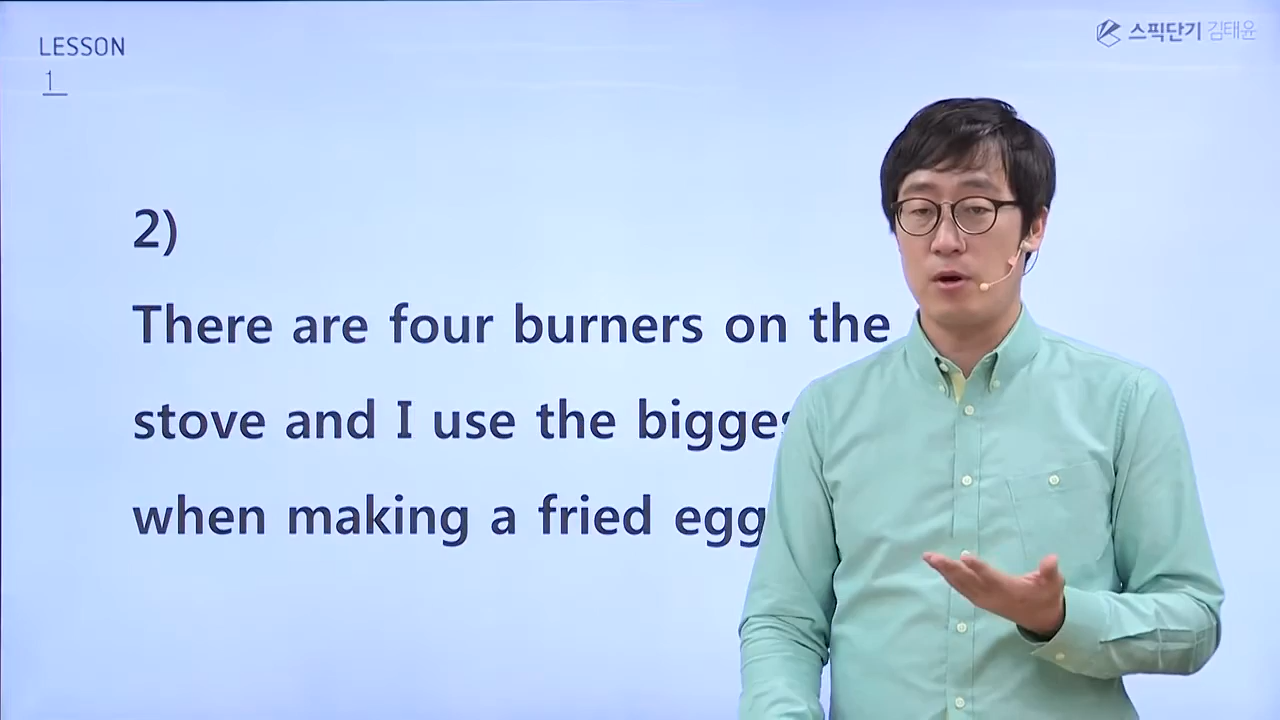 LESSON
1
스픽단기 김태윤
2)
There are four burners on the
stove and I use the
when making a fried egg